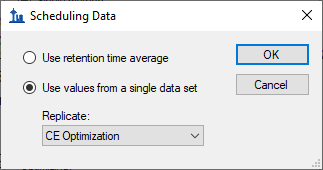 Scheduling Data
Use retention time average
OK
Use values from a single data set
Cancel
Replicate:
CE Optimization